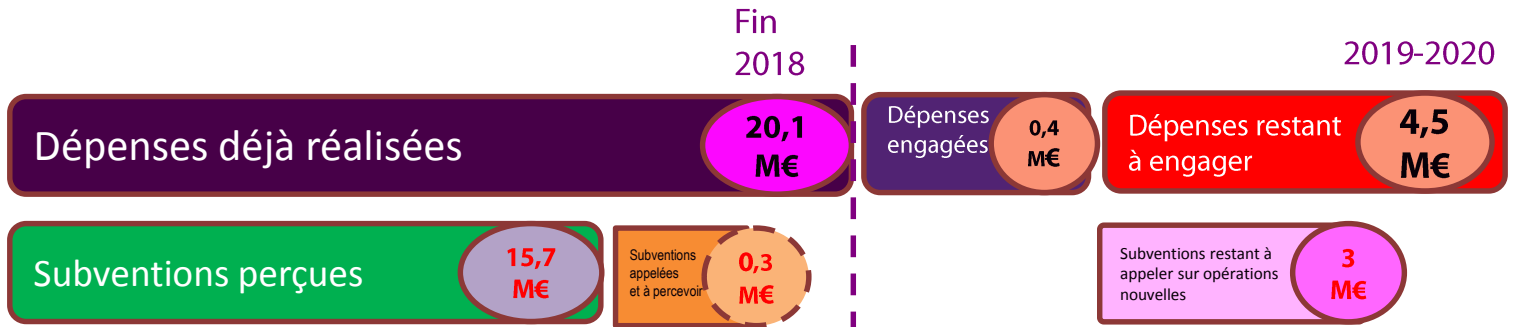 Fin
2018
2019-2020
Dépenses déjà réalisées
20,1
M€
Dépenses
engagées
0,4
M€
Dépenses restant
à engager
4,5
M€
Subventions perçues
15,7
M€
Subventions
appelées
et à percevoir
0,3
M€
Subventions restant à
appeler sur opérations
nouvelles
3
M€